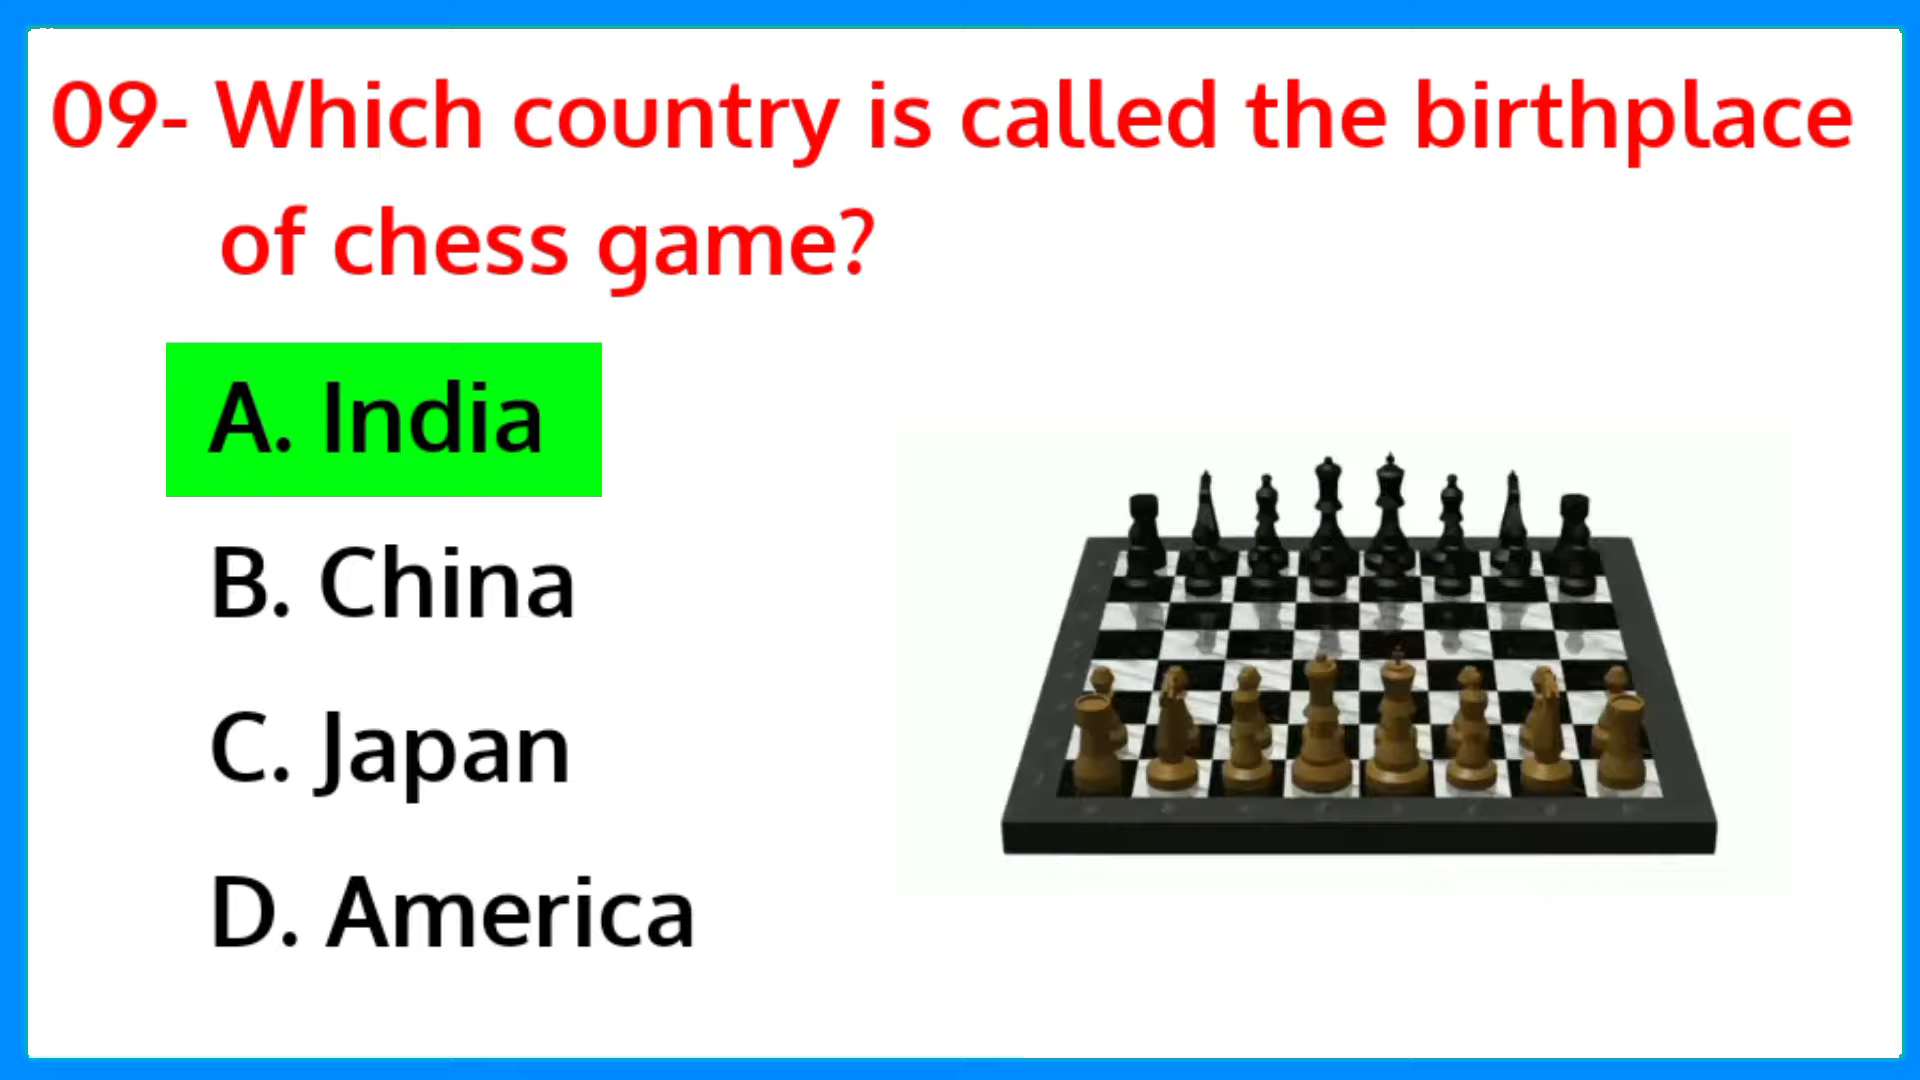 09- Which country is called the birthplace
of chess game?
A. India
B. China
C. Japan
D. America